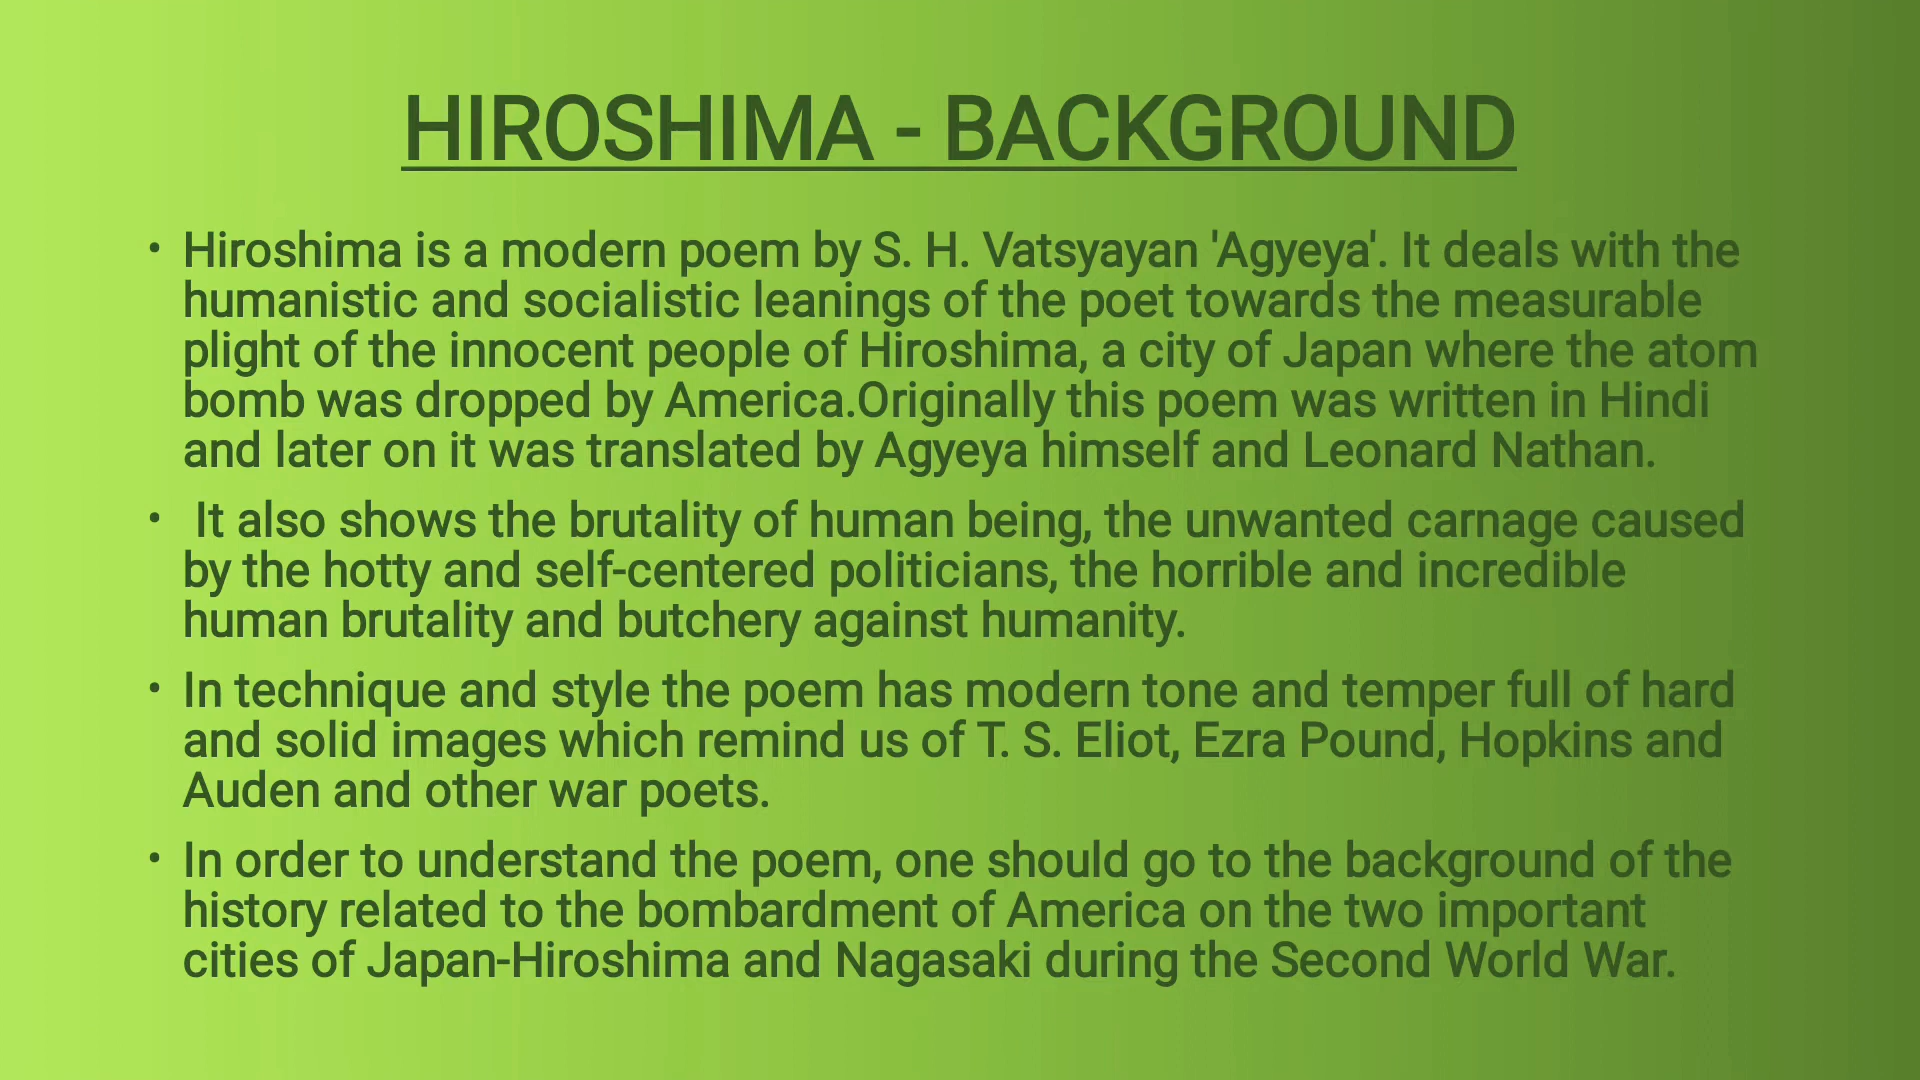 HIROSHIMA - BACKGROUND
• Hiroshima is a modern poem by S. H. Vatsyayan 'Agyeya'. It deals with the
humanistic and socialistic leanings of the poet towards the measurable
plight of the innocent people of Hiroshima, a city of Japan where the atom
bomb was dropped by America.Originally this poem was written in Hindi
and later on it was translated by Agyeya himself and Leonard Nathan.
• It also shows the brutality of human being, the unwanted carnage caused
by the hotty and self-centered politicians, the horrible and incredible
human brutality and butchery against humanity.
• In technique and style the poem has modern tone and temper full of hard
and solid images which remind us of T. S. Eliot, Ezra Pound, Hopkins and
Auden and other war poets.
• In order to understand the poem, one should go to the background of the
history related to the bombardment of America on the two important
cities of Japan-Hiroshima and Nagasaki during the Second World War.